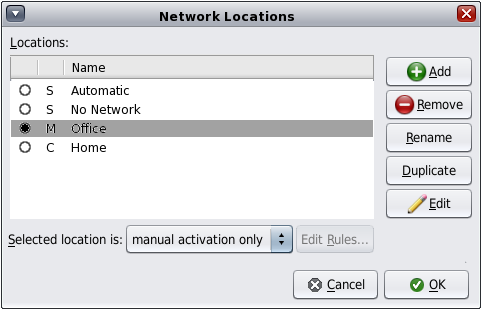 Network Locations
Locations:
Name
S Automatic
S No Network
M Office
C Home
Add
Remove
Rename
Duplicate
Edit
Selected location is: manual activation only Edit Rules...
Cancel OK